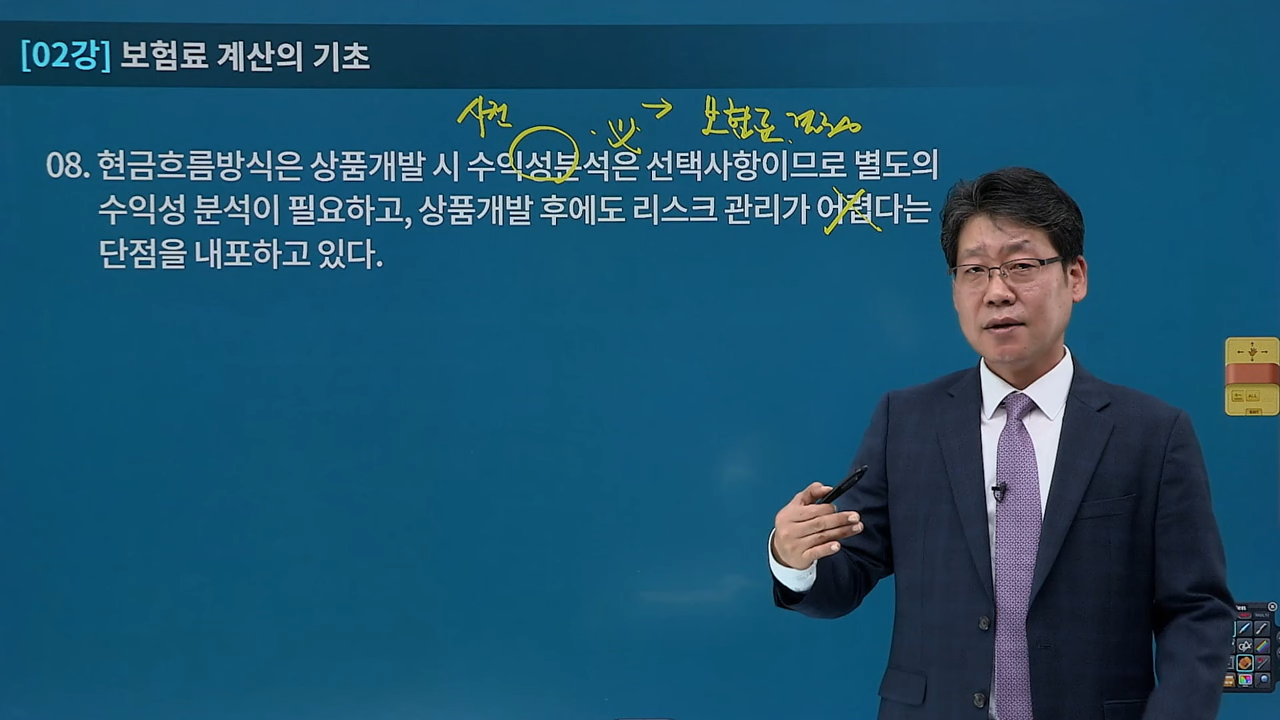 [02강] 보험료 계산의 기초
사전 → 보험료 결정
08. 현금흐름방식은 상품개발 시 수익성분석은 선택사항이므로 별도의
수익성 분석이 필요하고, 상품개발 후에도 리스크 관리가 어렵다는
단점을 내포하고 있다.